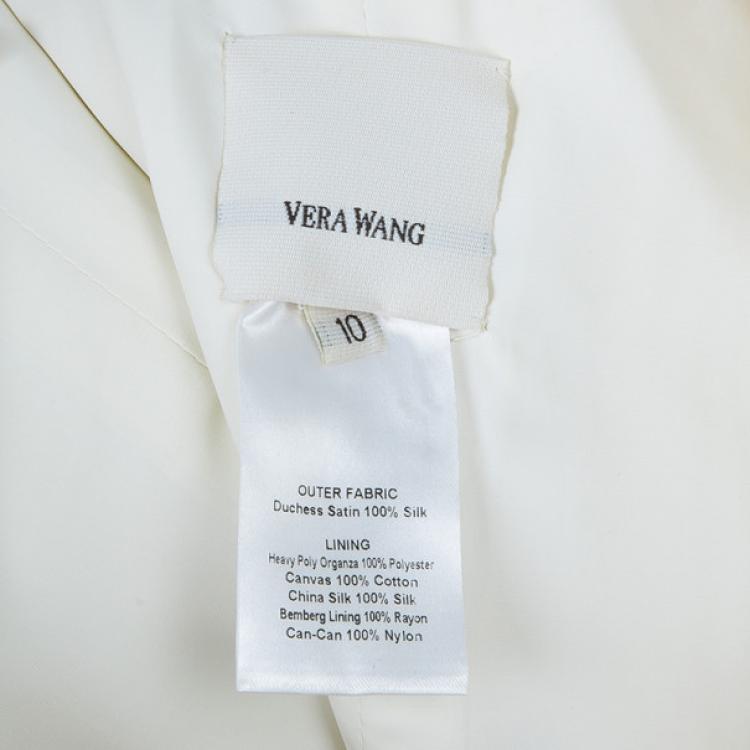 VERA WANG
10
OUTER FABRIC
Duchess Satin 100% Silk
LINING
Heavy Poly Organza 100% Polyester
Canvas 100% Cotton
China Silk 100% Silk
Bemberg Lining 100% Rayon
Can-Can 100% Nylon